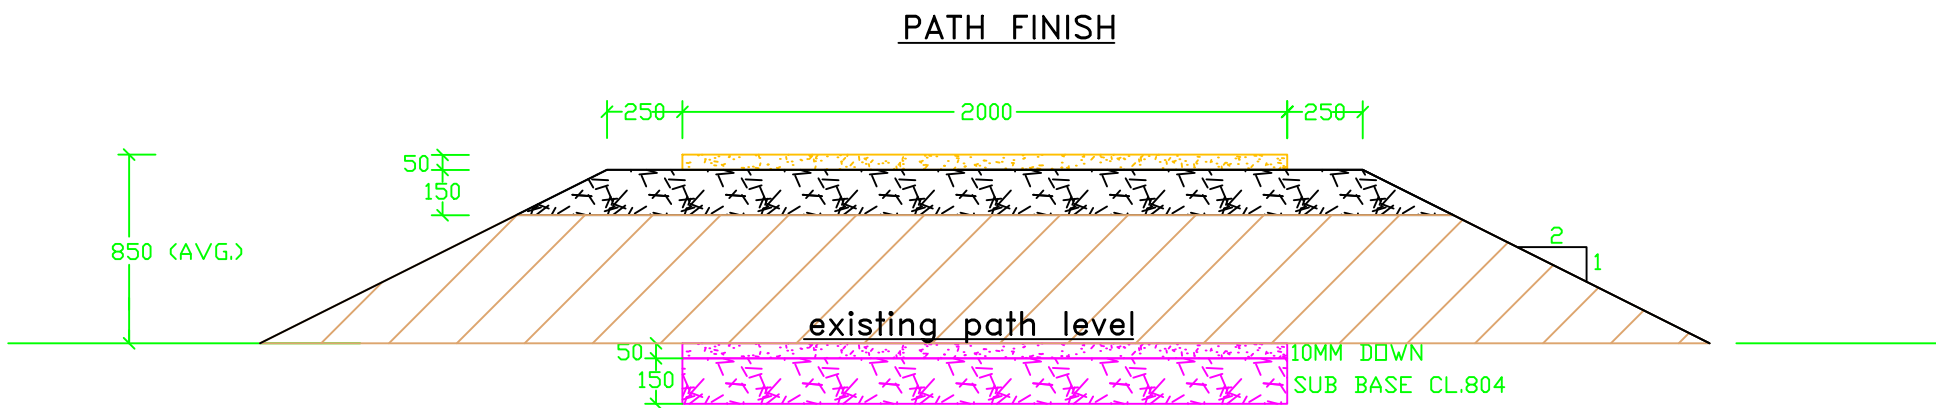 PATH FINISH
250 2000 250
50
150
850 (AVG.)
2
1
existing path level
50 10MM DOWN
150 SUB BASE CL.804